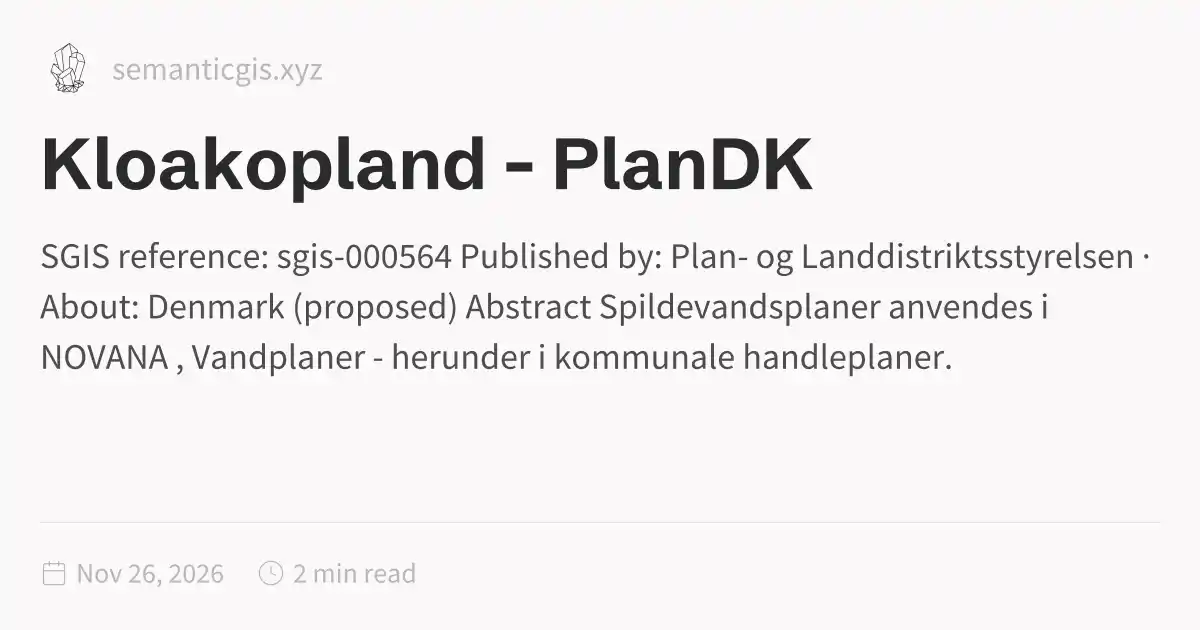 semanticgis.xyz
Kloakopland - PlanDK
SGIS reference: sgis-000564 Published by: Plan- og Landdistriktsstyrelsen ·
About: Denmark (proposed) Abstract Spildevandsplaner anvendes i
NOVANA , Vandplaner - herunder i kommunale handleplaner.
Nov 26, 2026 2 min read